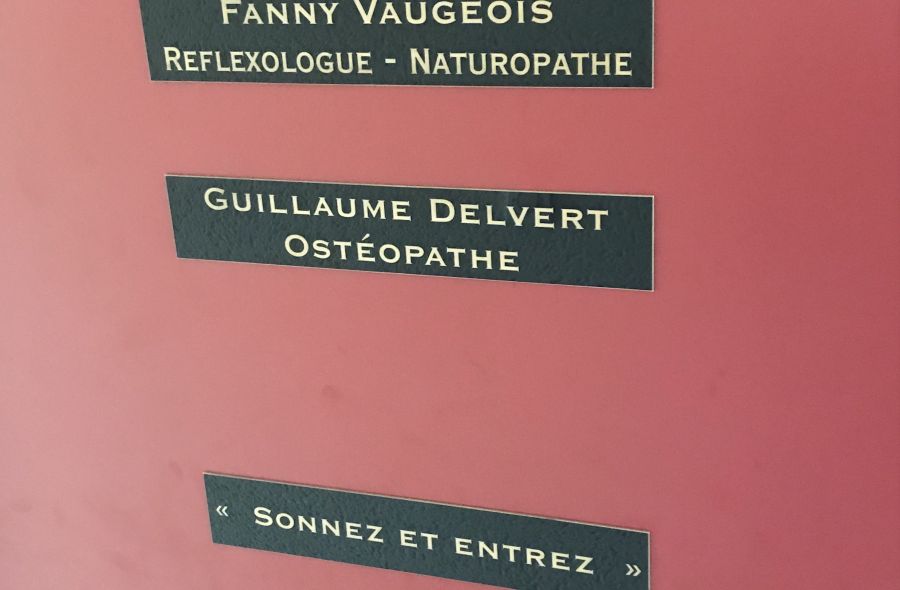 Fanny Vaugeois
Reflexologue - Naturopathe
Guillaume Delvert
Ostéopathe
« Sonnez et entrez »